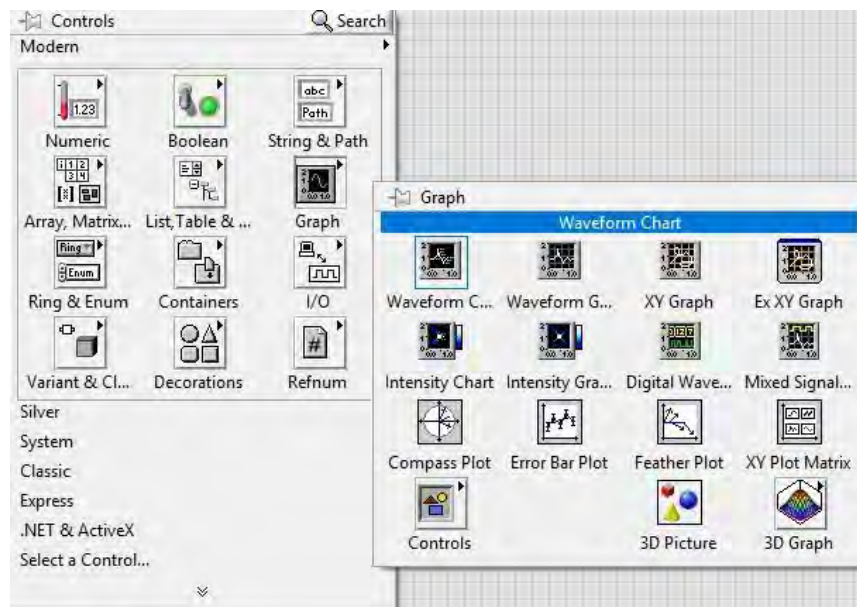 Controls
Search
Modern
1.23
abc
Path
Numeric
Boolean
String & Path
Array, Matrix...
List, Table & ...
Graph
Ring
Enum
Ring & Enum
Containers
I/O
#
Variant & Cl...
Decorations
Refnum
Silver
System
Classic
Express
.NET & ActiveX
Select a Control...
Graph
Waveform Chart
Waveform C...
Waveform G...
XY Graph
Ex XY Graph
Intensity Chart
Intensity Gra...
Digital Wave...
Mixed Signal...
Compass Plot
Error Bar Plot
Feather Plot
XY Plot Matrix
Controls
3D Picture
3D Graph